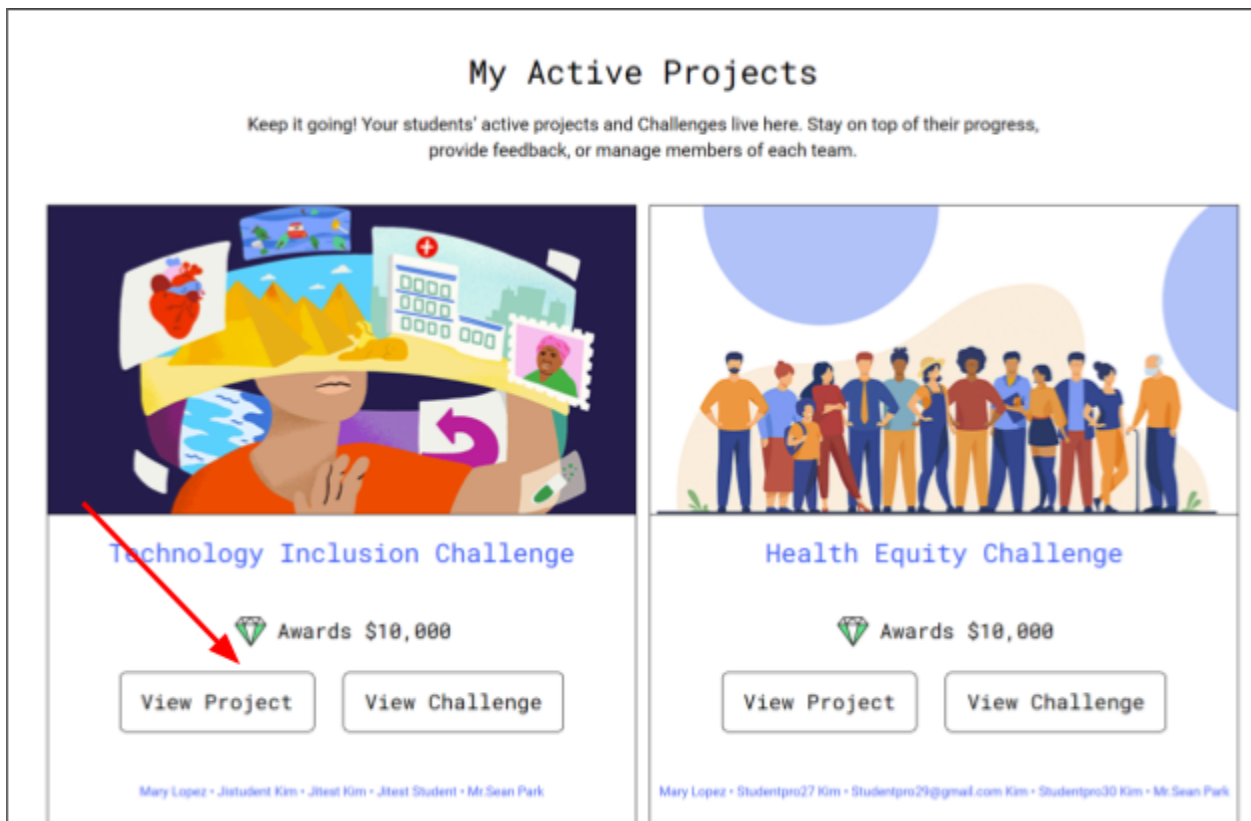 My Active Projects
Keep it going! Your students' active projects and Challenges live here. Stay on top of their progress,
provide feedback, or manage members of each team.
Technology Inclusion Challenge
Awards $10,000
View Project
View Challenge
Mary Lopez • Jistudent Kim • Jitest Kim • Jitest Student • Mr.Sean Park
Health Equity Challenge
Awards $10,000
View Project
View Challenge
Mary Lopez • Studentpro27 Kim • Studentpro29@gmail.com Kim • Studentpro30 Kim • Mr.Sean Park